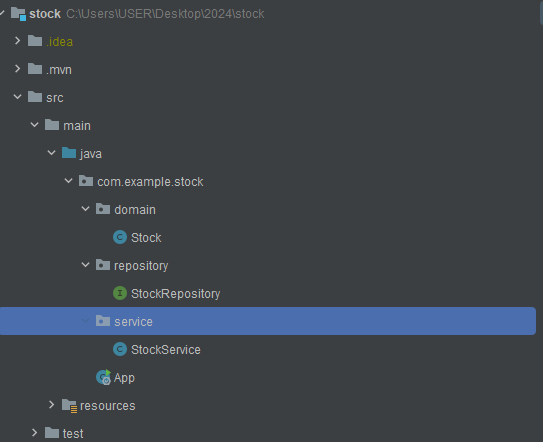 stock C:\Users\USER\Desktop\2024\stock
.idea
.mvn
src
main
java
com.example.stock
domain
Stock
repository
StockRepository
service
StockService
App
resources
test